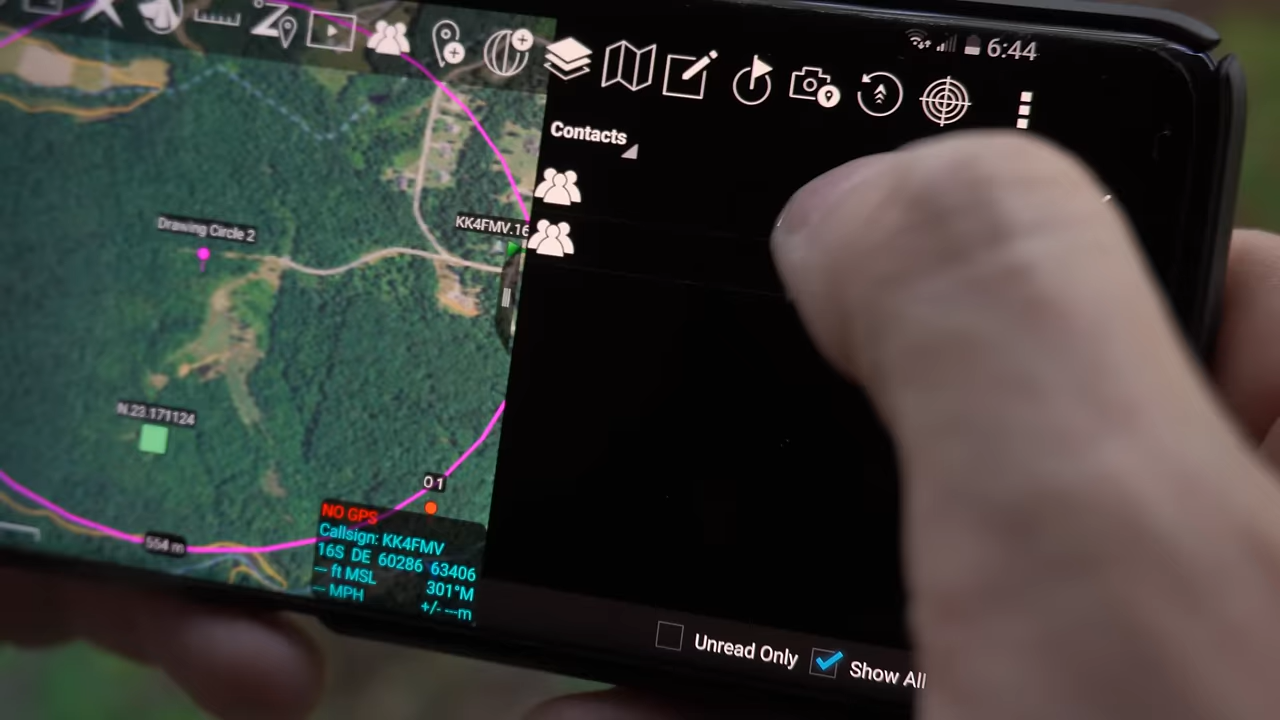 6:44
Contacts
Drawing Circle 2
KK4FMV.16
N.23.171124
O 1
554 m
NO GPS
Callsign: KK4FMV
16S DE 60286 63406
--- ft MSL 301°M
--- MPH +/- ---m
Unread Only
Show All